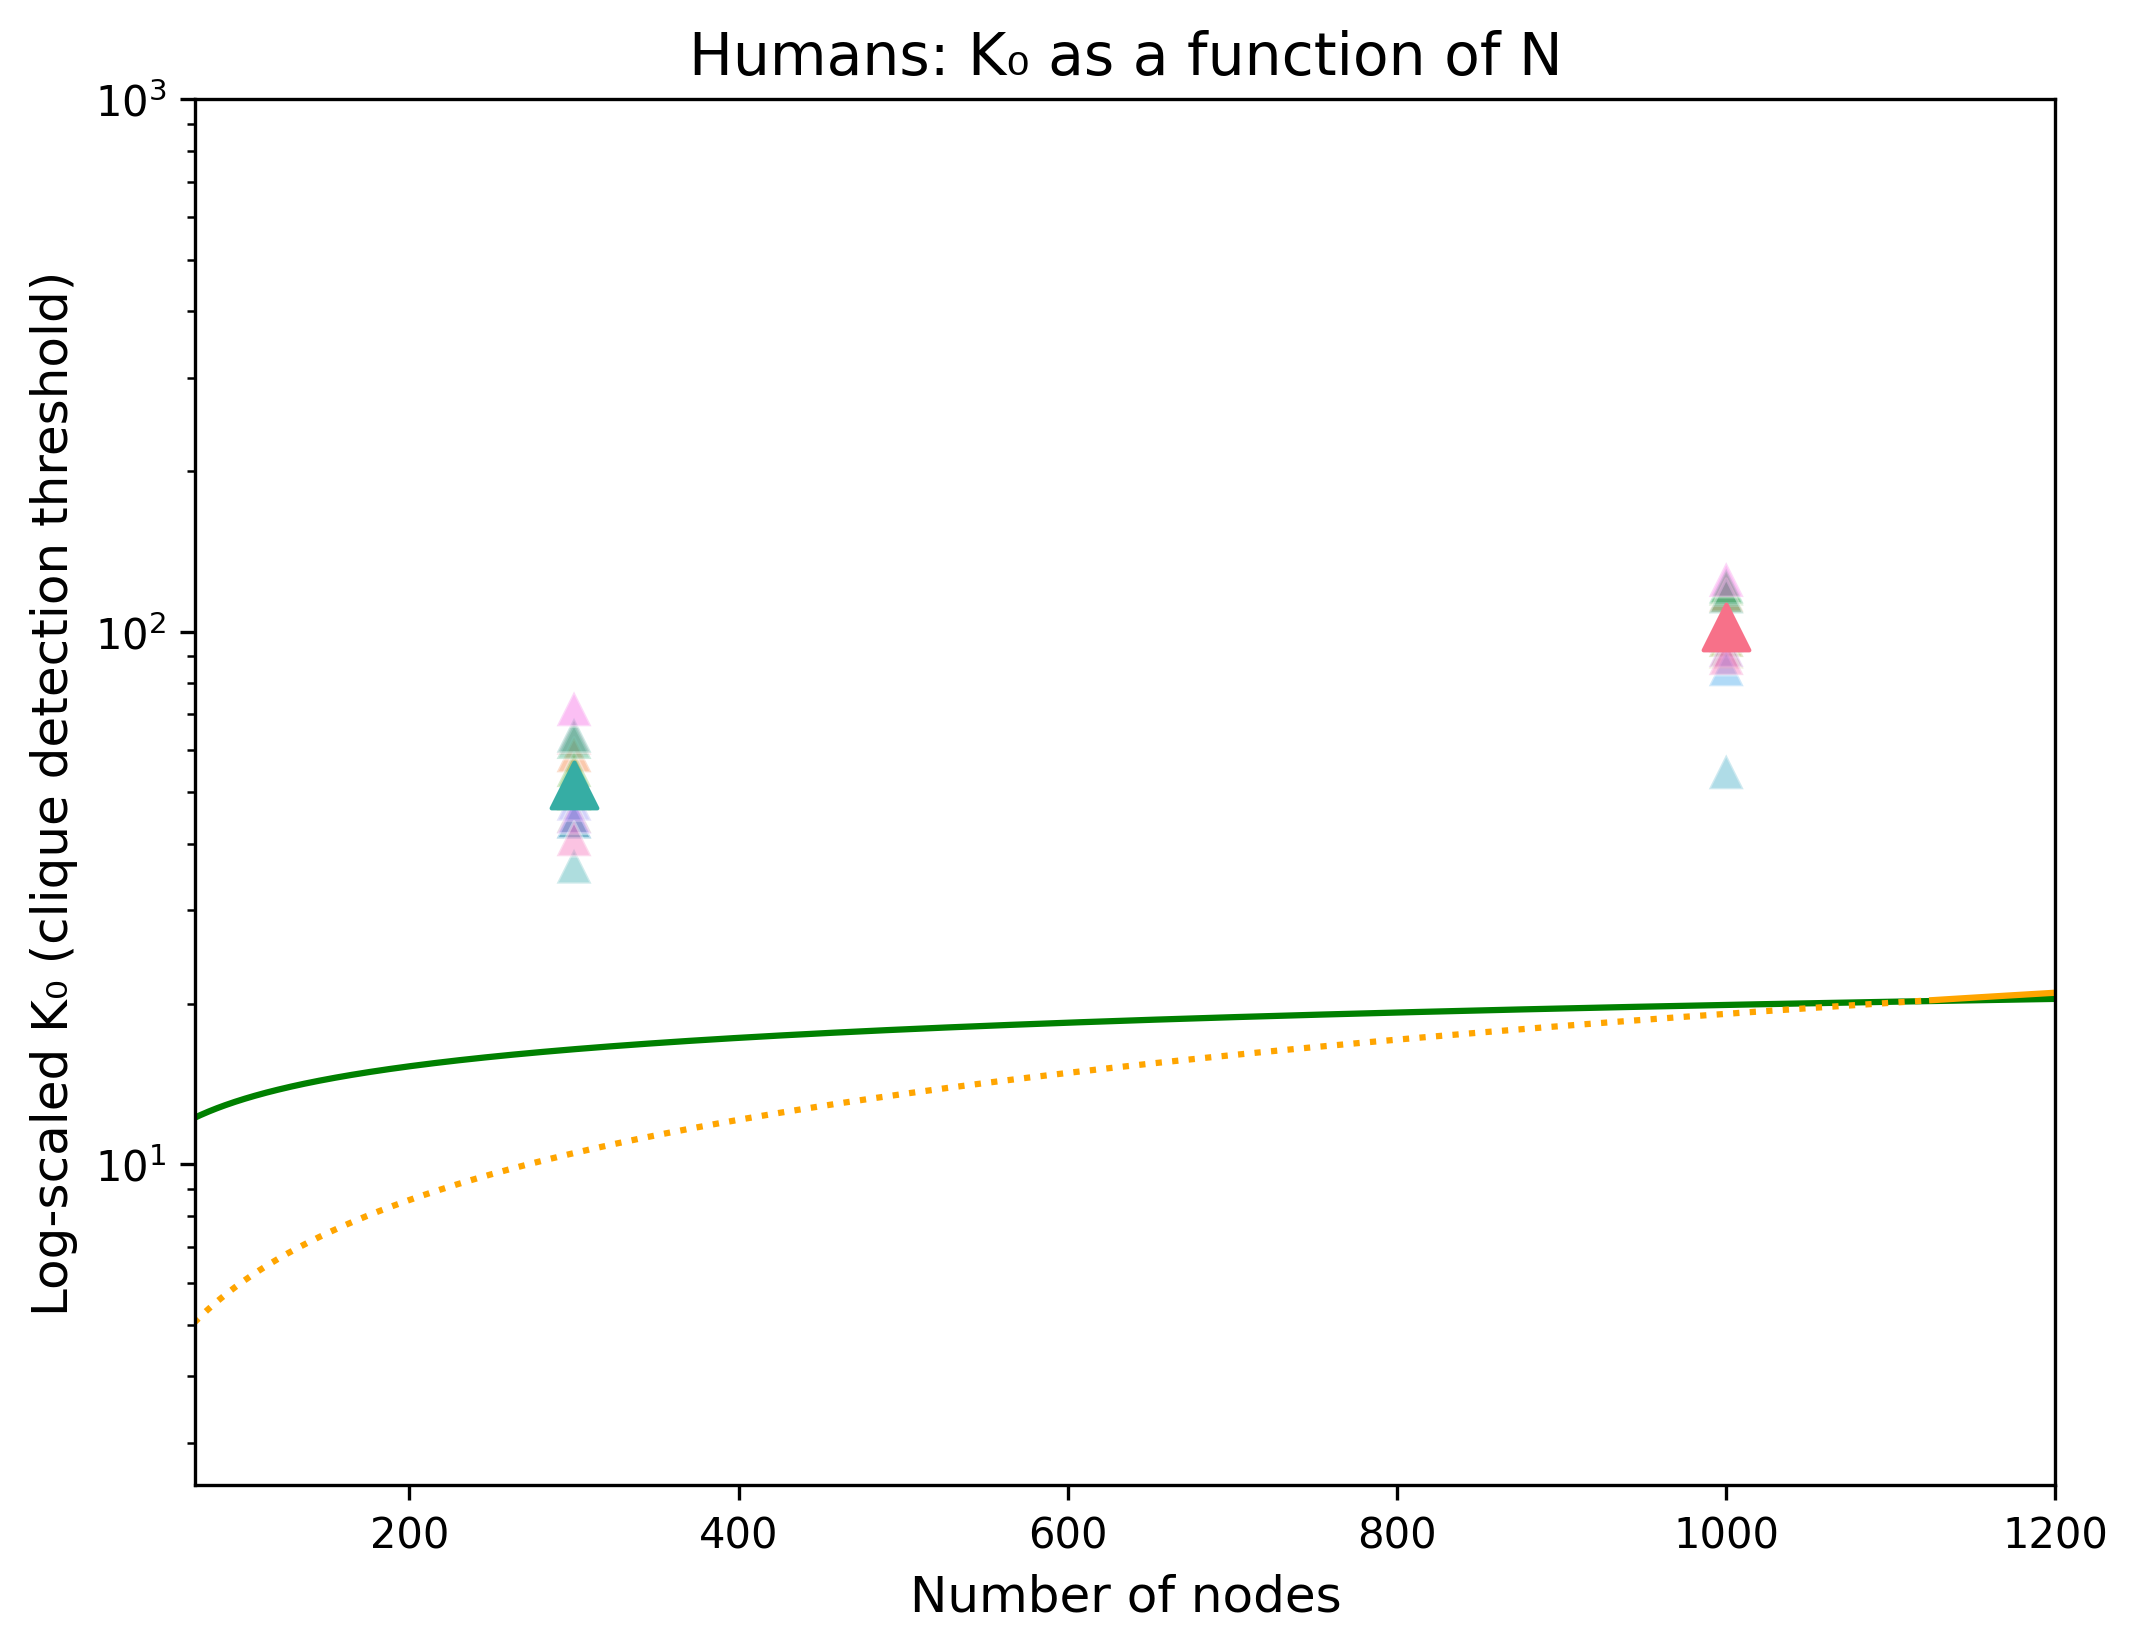 Humans: K₀ as a function of N
Log-scaled K₀ (clique detection threshold)
10³
10²
10¹
200 400 600 800 1000 1200
Number of nodes